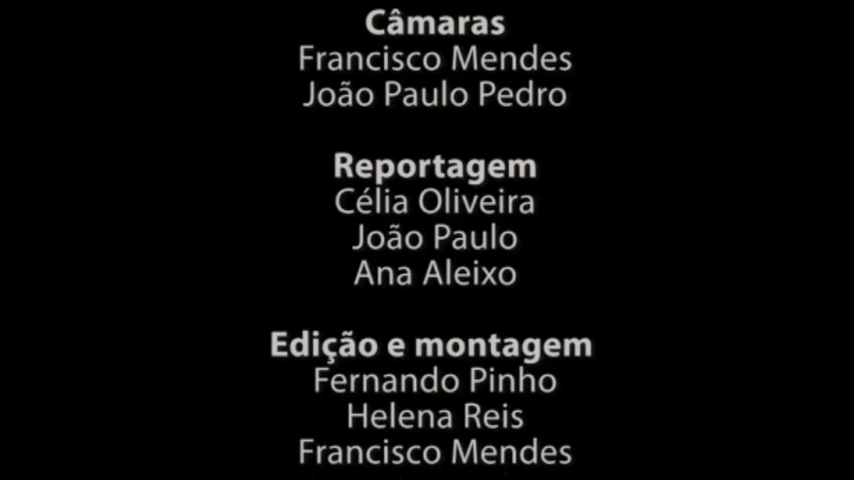 Câmaras
Francisco Mendes
João Paulo Pedro
Reportagem
Célia Oliveira
João Paulo
Ana Aleixo
Edição e montagem
Fernando Pinho
Helena Reis
Francisco Mendes